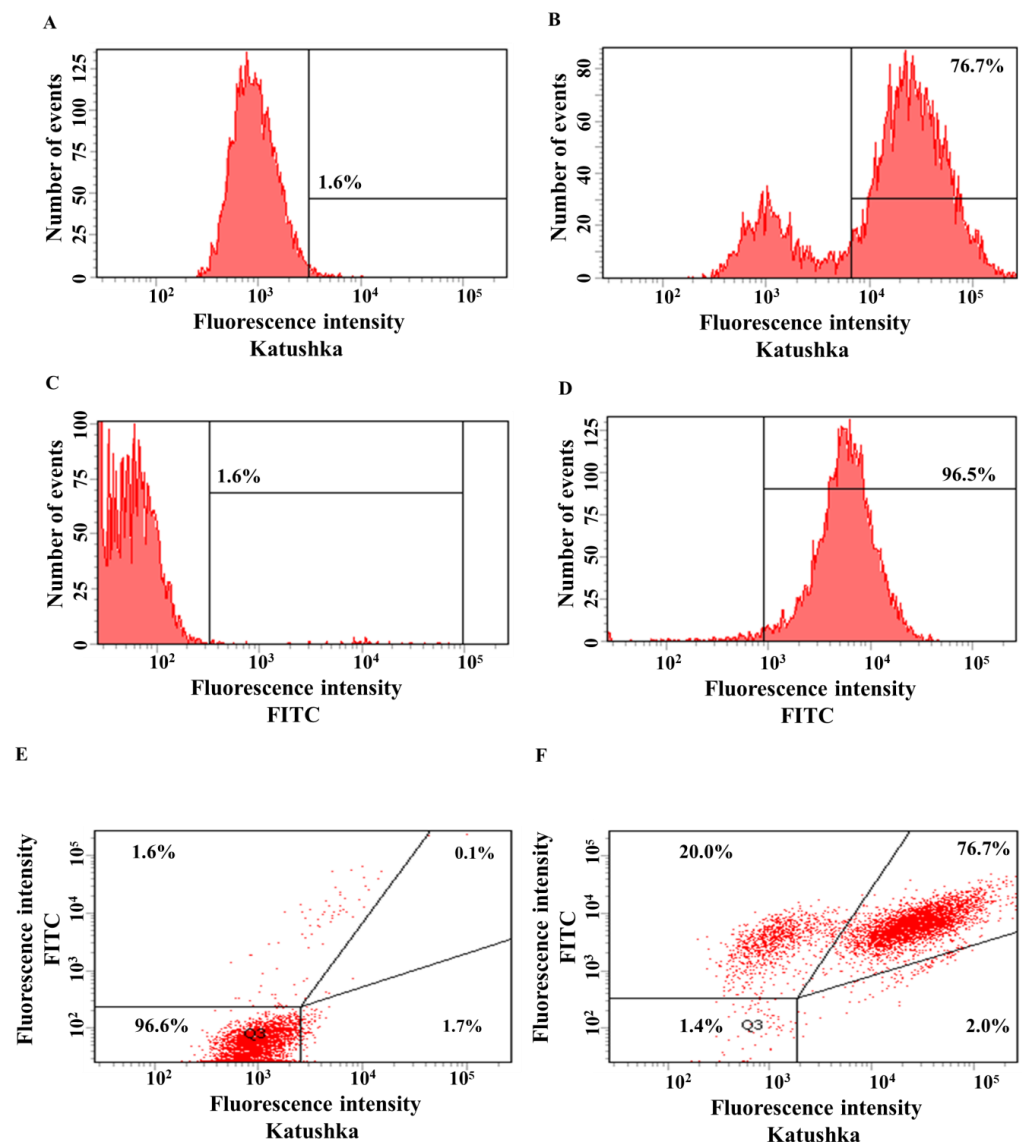 A
Number of events
125
100
75
50
25
0
1.6%
10²
10³
10⁴
10⁵
Fluorescence intensity
Katushka
B
Number of events
80
60
40
20
0
76.7%
10²
10³
10⁴
10⁵
Fluorescence intensity
Katushka
C
Number of events
100
75
50
25
0
1.6%
10²
10³
10⁴
10⁵
Fluorescence intensity
FITC
D
Number of events
125
100
75
50
25
0
96.5%
10²
10³
10⁴
10⁵
Fluorescence intensity
FITC
E
Fluorescence intensity
FITC
10⁵
10⁴
10³
10²
1.6%
0.1%
96.6%
Q3
1.7%
10²
10³
10⁴
10⁵
Fluorescence intensity
Katushka
F
Fluorescence intensity
FITC
10⁵
10⁴
10³
10²
20.0%
76.7%
1.4%
Q3
2.0%
10²
10³
10⁴
10⁵
Fluorescence intensity
Katushka